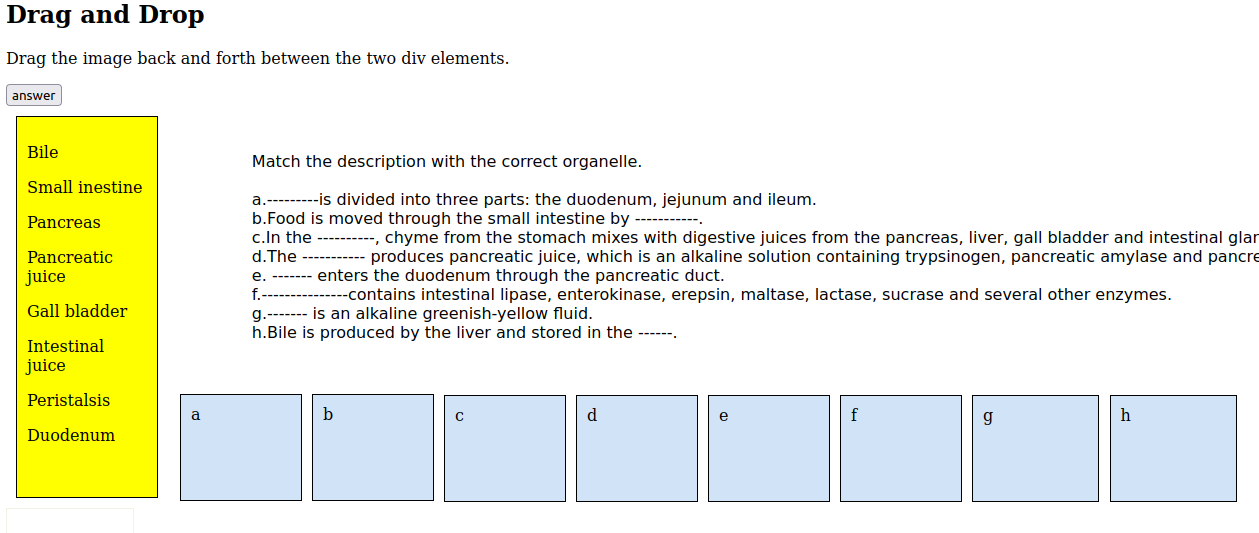 Drag and Drop
Drag the image back and forth between the two div elements.
answer
Bile
Small inestine
Pancreas
Pancreatic
juice
Gall bladder
Intestinal
juice
Peristalsis
Duodenum
Match the description with the correct organelle.
a.---------is divided into three parts: the duodenum, jejunum and ileum.
b.Food is moved through the small intestine by -----------.
c.In the ----------, chyme from the stomach mixes with digestive juices from the pancreas, liver, gall bladder and intestinal glan
d.The ----------- produces pancreatic juice, which is an alkaline solution containing trypsinogen, pancreatic amylase and pancre
e. ------- enters the duodenum through the pancreatic duct.
f.---------------contains intestinal lipase, enterokinase, erepsin, maltase, lactase, sucrase and several other enzymes.
g.------- is an alkaline greenish-yellow fluid.
h.Bile is produced by the liver and stored in the ------.
a
b
c
d
e
f
g
h